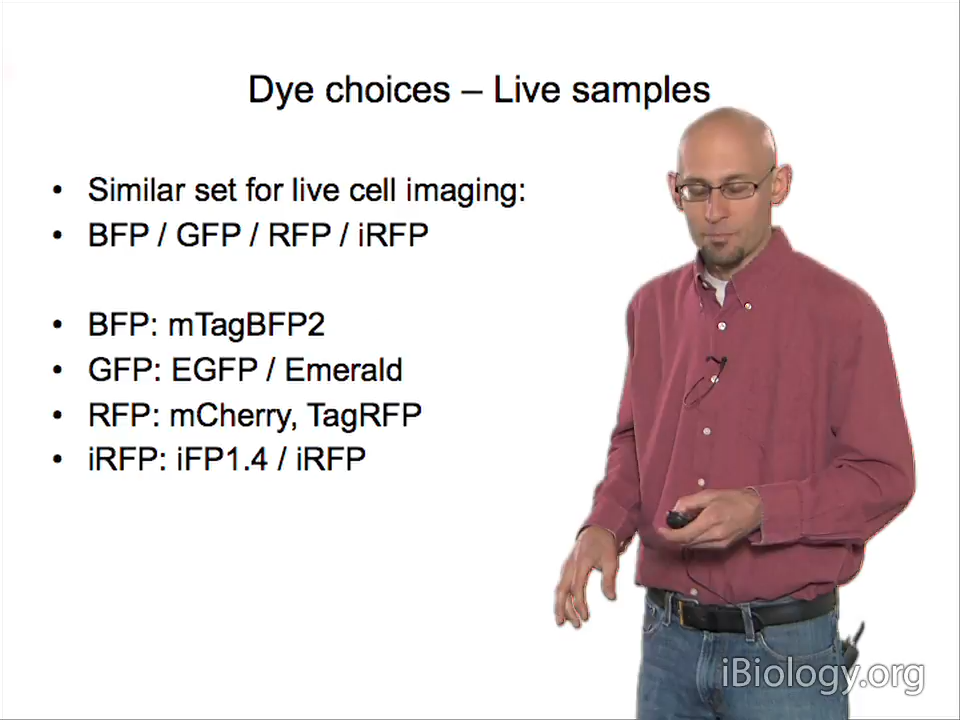 Dye choices – Live samples
• Similar set for live cell imaging:
• BFP / GFP / RFP / iRFP
• BFP: mTagBFP2
• GFP: EGFP / Emerald
• RFP: mCherry, TagRFP
• iRFP: iFP1.4 / iRFP
iBiology.org